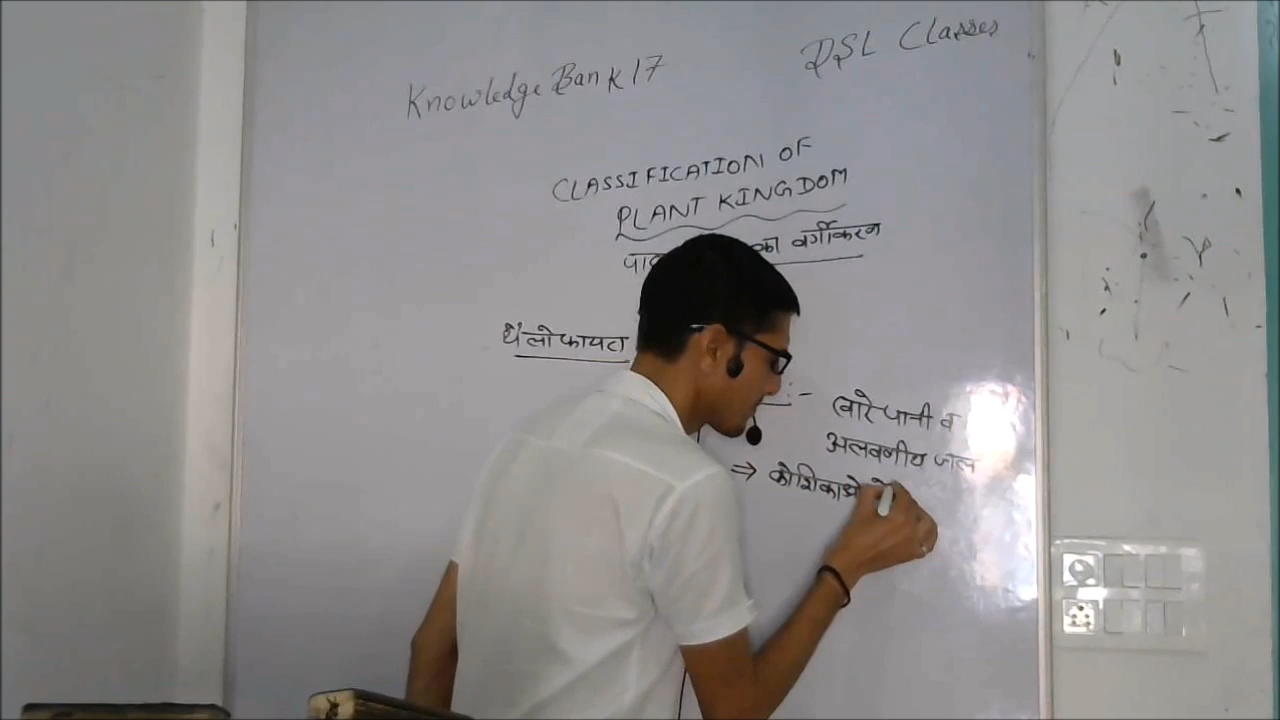 Knowledge Bank 17
DSL Classes
CLASSIFICATION OF
PLANT KINGDOM
का वर्गीकरण
थैलोफायटा
:- खारे पानी व
अलवणीय जल
⇒ कोशिकाओ